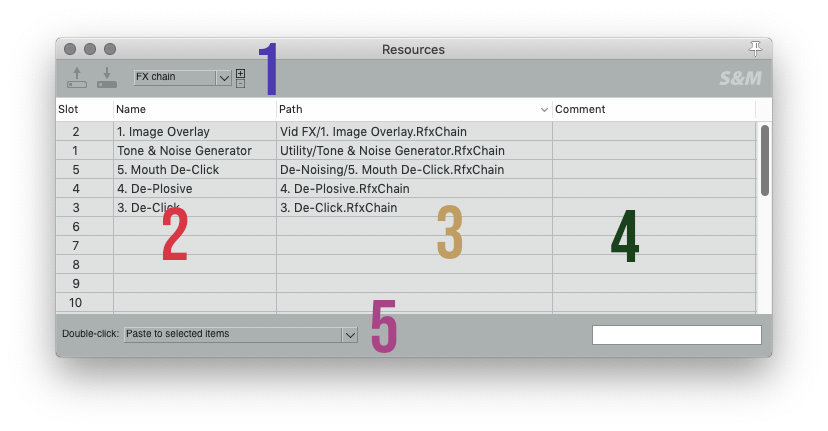 Resources
FX chain
+
-
1
S&M
Slot Name Path Comment
2 1. Image Overlay Vid FX/1. Image Overlay.RfxChain
1 Tone & Noise Generator Utility/Tone & Noise Generator.RfxChain
5 5. Mouth De-Click De-Noising/5. Mouth De-Click.RfxChain
4 4. De-Plosive 4. De-Plosive.RfxChain
3 3. De-Click 3. De-Click.RfxChain
6
2
3
4
7
8
9
10
5
Double-click: Paste to selected items